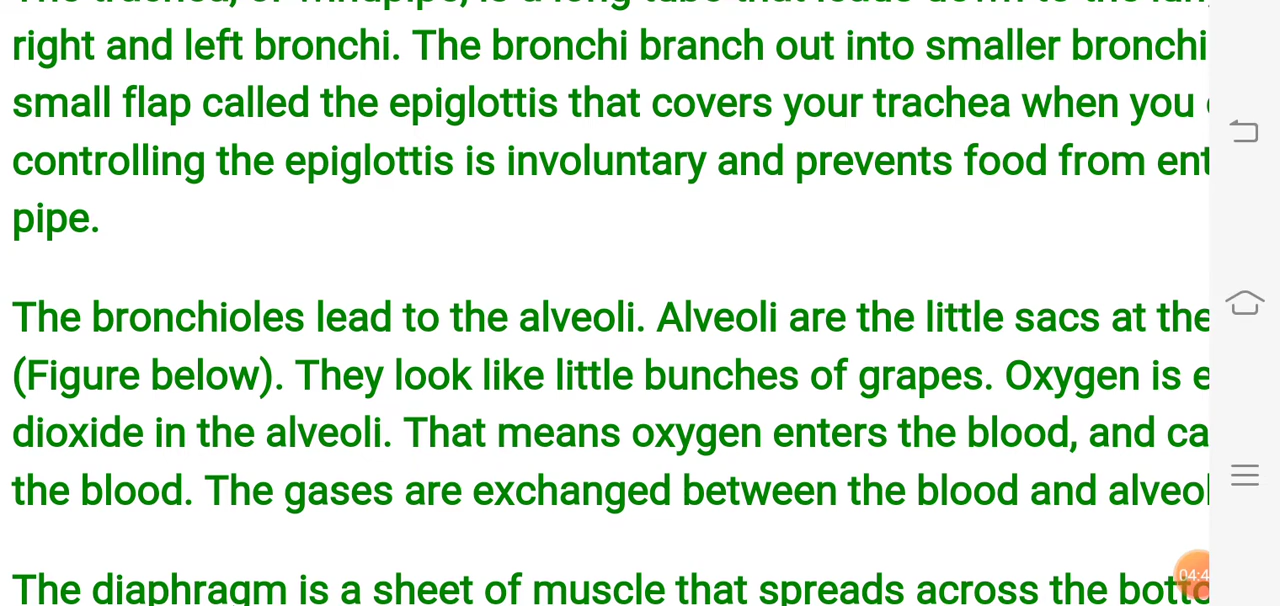 right and left bronchi. The bronchi branch out into smaller bronchi
small flap called the epiglottis that covers your trachea when you
controlling the epiglottis is involuntary and prevents food from ent
pipe.
The bronchioles lead to the alveoli. Alveoli are the little sacs at the
(Figure below). They look like little bunches of grapes. Oxygen is e
dioxide in the alveoli. That means oxygen enters the blood, and ca
the blood. The gases are exchanged between the blood and alveol
The diaphragm is a sheet of muscle that spreads across the botto
04:4